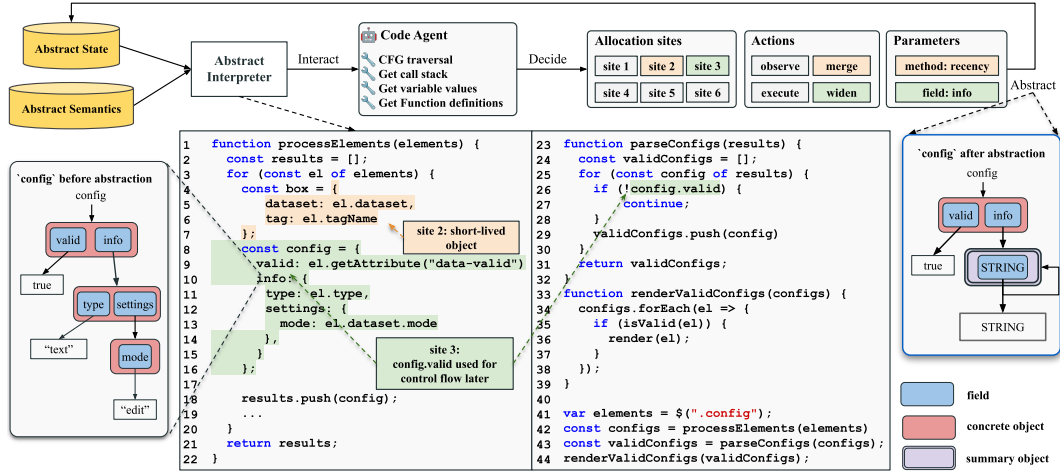 Abstract State
Abstract Semantics
Abstract
Interpreter
Interact
Code Agent
CFG traversal
Get call stack
Get variable values
Get Function definitions
Decide
Allocation sites
site 1 site 2 site 3
site 4 site 5 site 6
Actions
observe merge
execute widen
Parameters
method: recency
field: info
Abstract
`config` before abstraction
config
valid info
true
type settings
“text”
mode
“edit”
1 function processElements(elements) {
2 const results = [];
3 for (const el of elements) {
4 const box = {
5 dataset: el.dataset,
6 tag: el.tagName
7 };
8 const config = {
9 valid: el.getAttribute("data-valid")
10 info: {
11 type: el.type,
12 settings: {
13 mode: el.dataset.mode
14 },
15 }
16 };
17
18 results.push(config);
19 ...
20 }
21 return results;
22 }
site 2: short-lived
object
site 3:
config.valid used for
control flow later
23 function parseConfigs(results) {
24 const validConfigs = [];
25 for (const config of results) {
26 if (!config.valid) {
27 continue;
28 }
29 validConfigs.push(config)
30 }
31 return validConfigs;
32 }
33 function renderValidConfigs(configs) {
34 configs.forEach(el => {
35 if (isValid(el)) {
36 render(el);
37 }
38 });
39 }
40
41 var elements = $(".config");
42 const configs = processElements(elements)
43 const validConfigs = parseConfigs(configs);
44 renderValidConfigs(validConfigs);
`config` after abstraction
config
valid info
true
STRING
STRING
field
concrete object
summary object